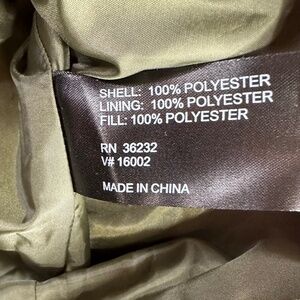 SHELL: 100% POLYESTER
LINING: 100% POLYESTER
FILL: 100% POLYESTER
RN 36232
V# 16002
MADE IN CHINA